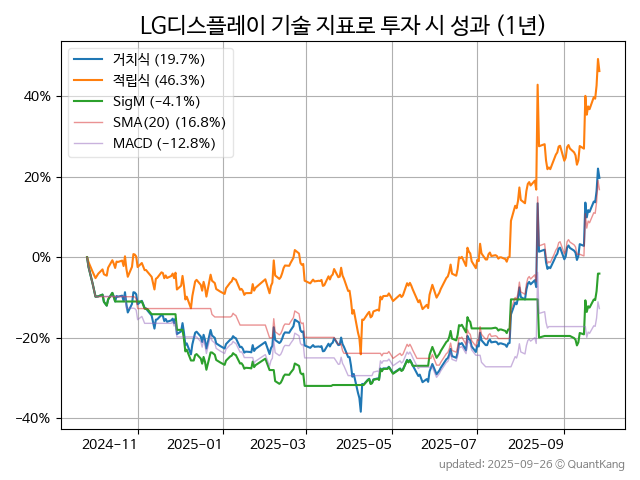 LG디스플레이 기술 지표로 투자 시 성과 (1년)
거치식 (19.7%)
적립식 (46.3%)
SigM (−4.1%)
SMA(20) (16.8%)
MACD (−12.8%)
40%
20%
0%
−20%
−40%
2024-11 2025-01 2025-03 2025-05 2025-07 2025-09
updated: 2025-09-26 © QuantKang